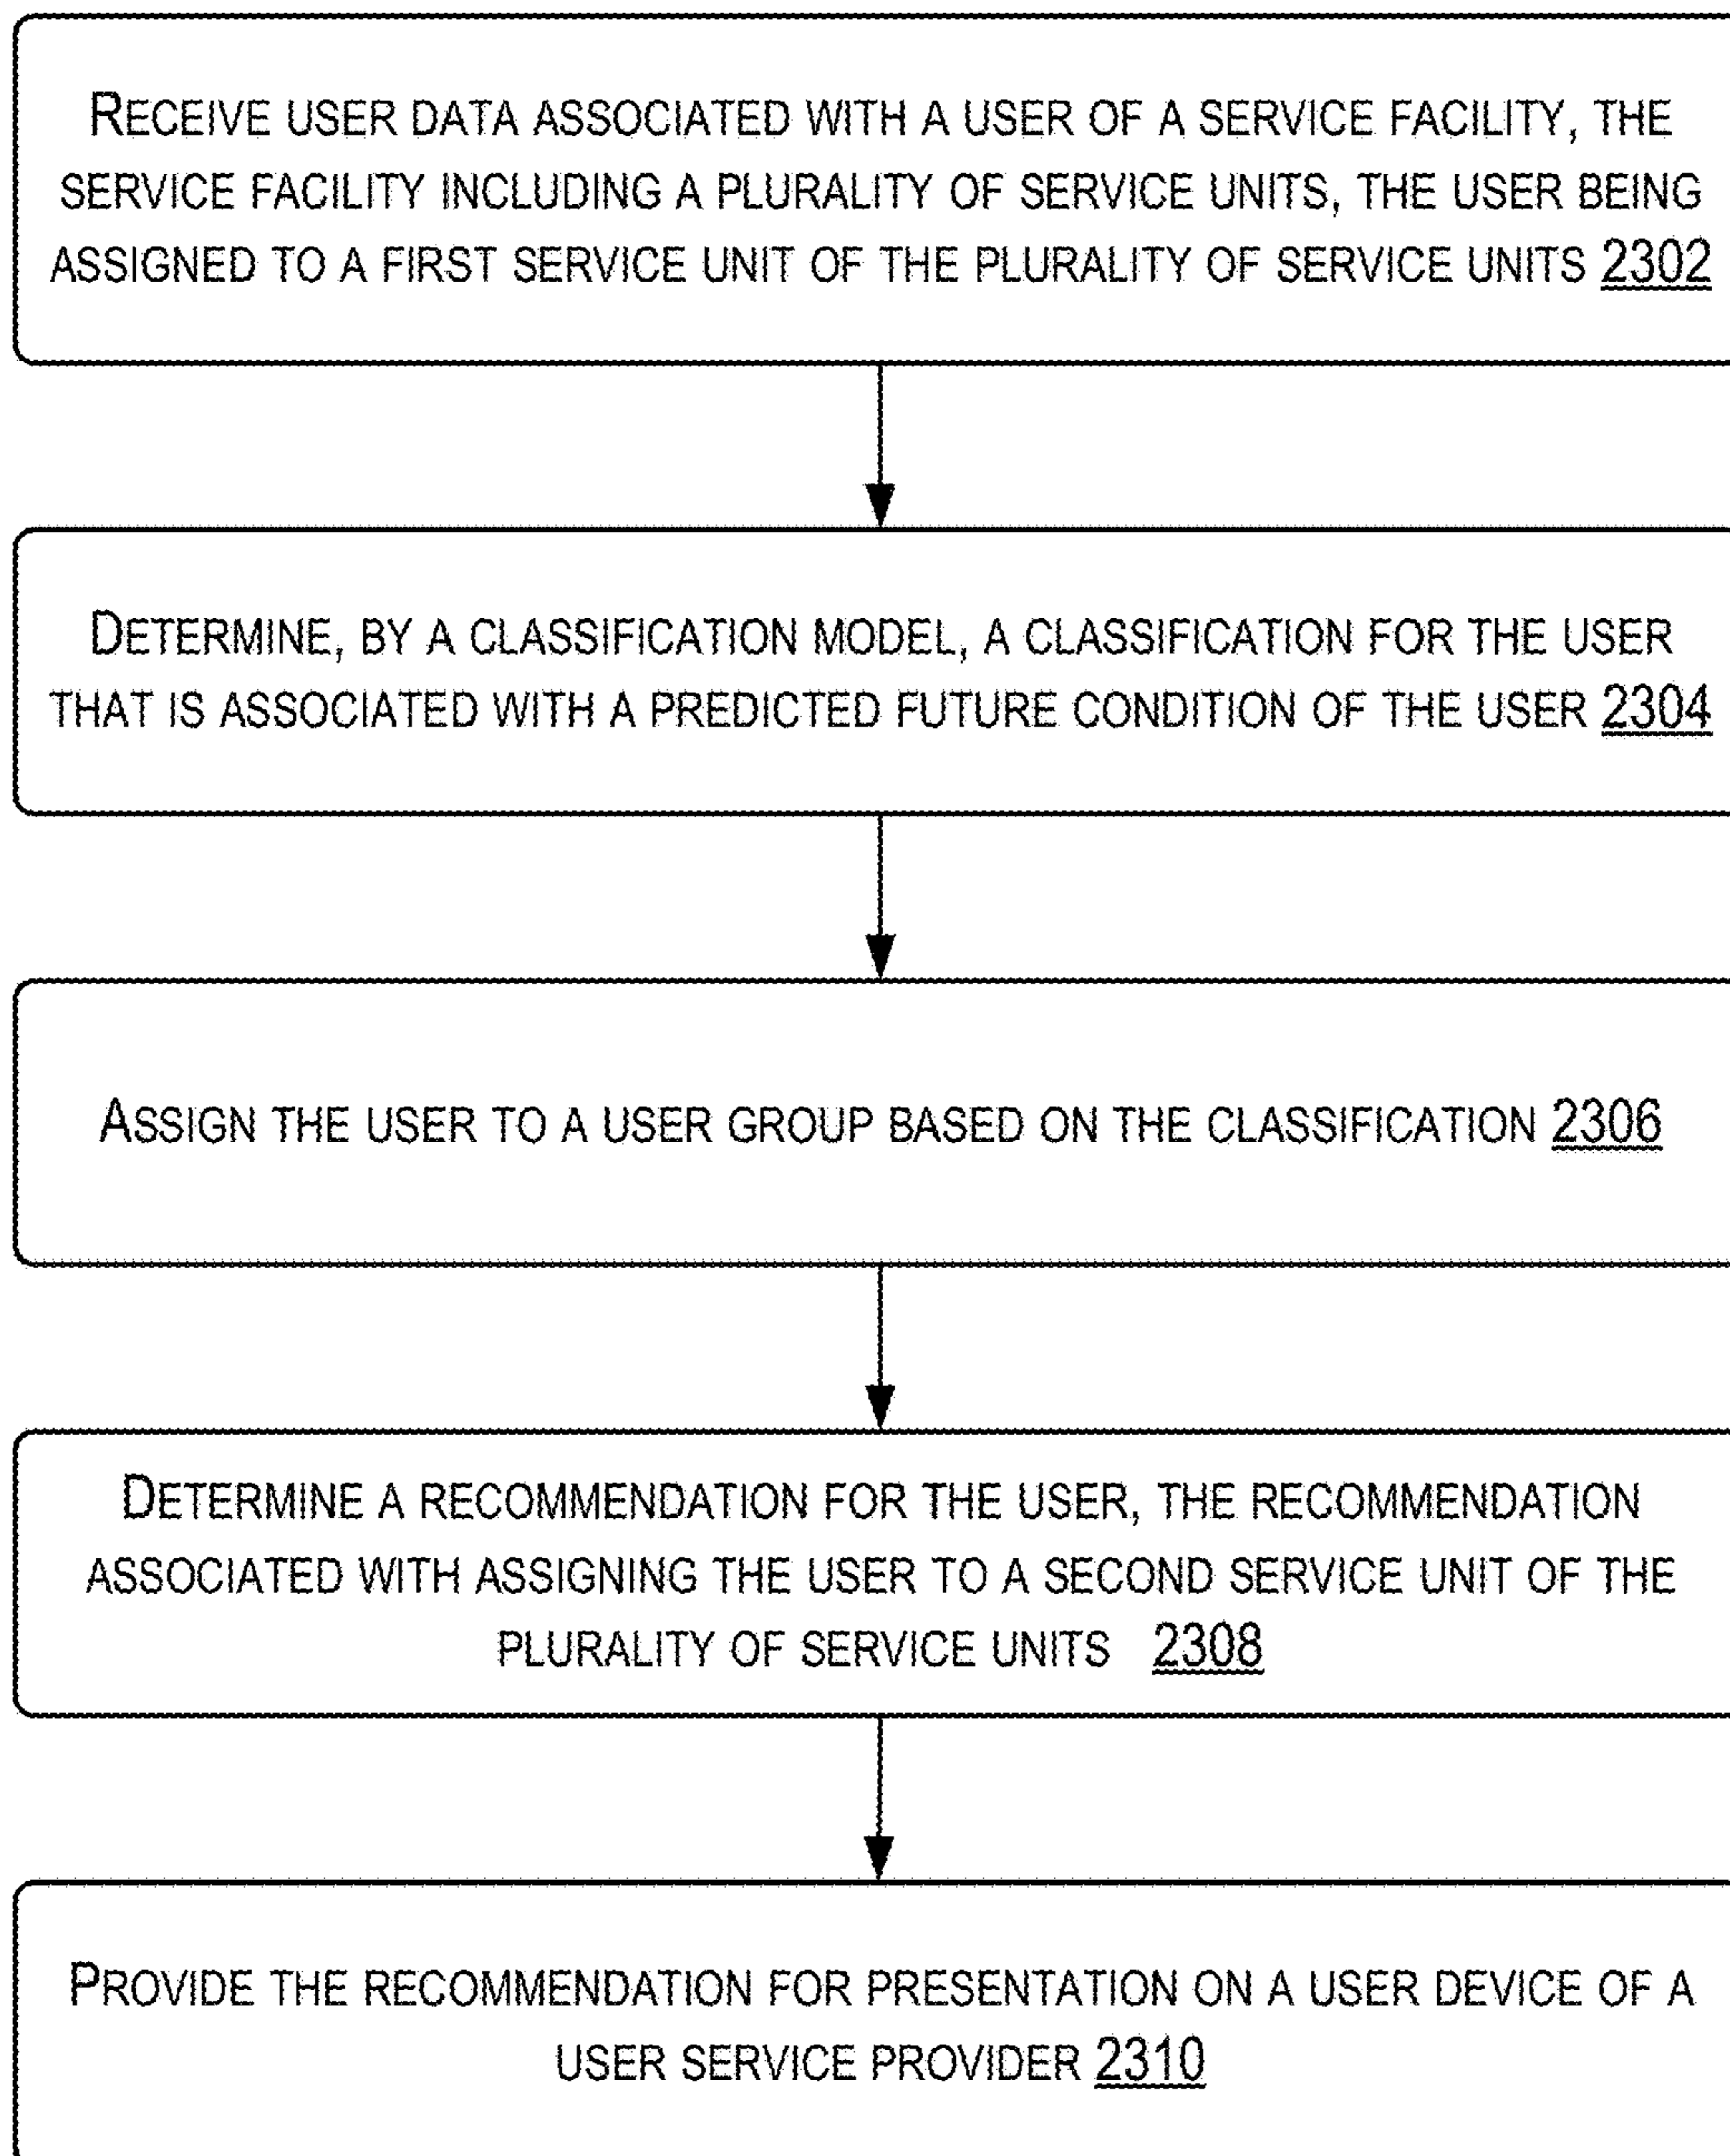 RECEIVE USER DATA ASSOCIATED WITH A USER OF A SERVICE FACILITY, THE
SERVICE FACILITY INCLUDING A PLURALITY OF SERVICE UNITS, THE USER BEING
ASSIGNED TO A FIRST SERVICE UNIT OF THE PLURALITY OF SERVICE UNITS 2302
DETERMINE, BY A CLASSIFICATION MODEL, A CLASSIFICATION FOR THE USER
THAT IS ASSOCIATED WITH A PREDICTED FUTURE CONDITION OF THE USER 2304
ASSIGN THE USER TO A USER GROUP BASED ON THE CLASSIFICATION 2306
DETERMINE A RECOMMENDATION FOR THE USER, THE RECOMMENDATION
ASSOCIATED WITH ASSIGNING THE USER TO A SECOND SERVICE UNIT OF THE
PLURALITY OF SERVICE UNITS 2308
PROVIDE THE RECOMMENDATION FOR PRESENTATION ON A USER DEVICE OF A
USER SERVICE PROVIDER 2310